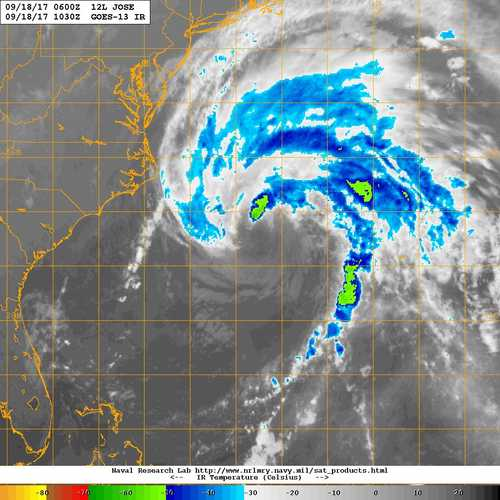 09/18/17 0600Z 12L JOSE
09/18/17 1030Z GOES-13 IR
Naval Research Lab http://www.nrlmry.navy.mil/sat_products.html
<-- IR Temperature (Celsius) -->
-80 -70 -60 -50 -40 -30 -20 -10 0 10 20